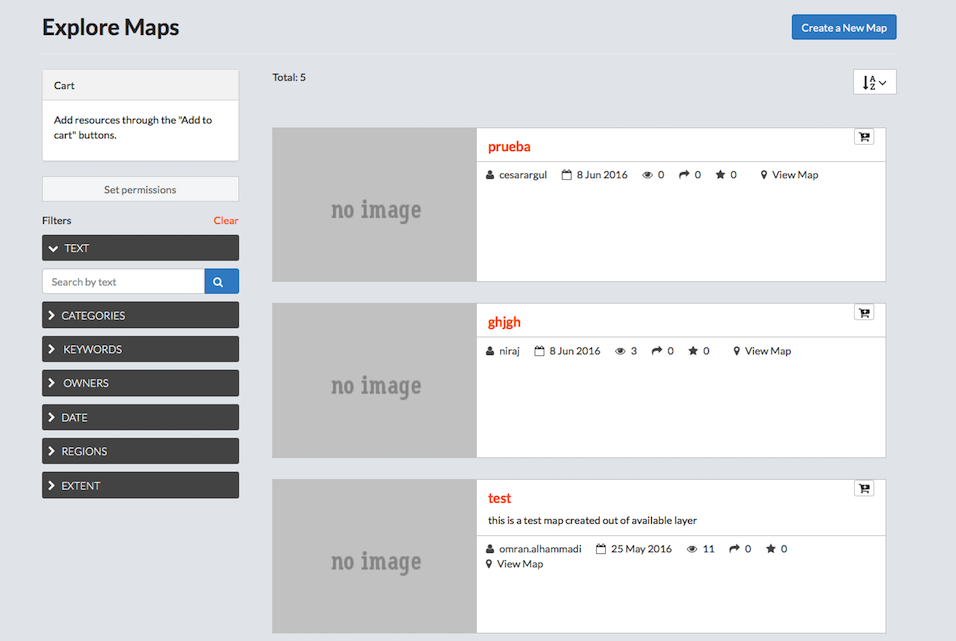 Explore Maps
Create a New Map
Cart
Add resources through the "Add to
cart" buttons.
Set permissions
Filters Clear
TEXT
Search by text
CATEGORIES
KEYWORDS
OWNERS
DATE
REGIONS
EXTENT
Total: 5
A
Z
no image
prueba
cesarargul 8 Jun 2016 0 0 0 View Map
no image
ghjgh
niraj 8 Jun 2016 3 0 0 View Map
no image
test
this is a test map created out of available layer
omran.alhammadi 25 May 2016 11 0 0
View Map